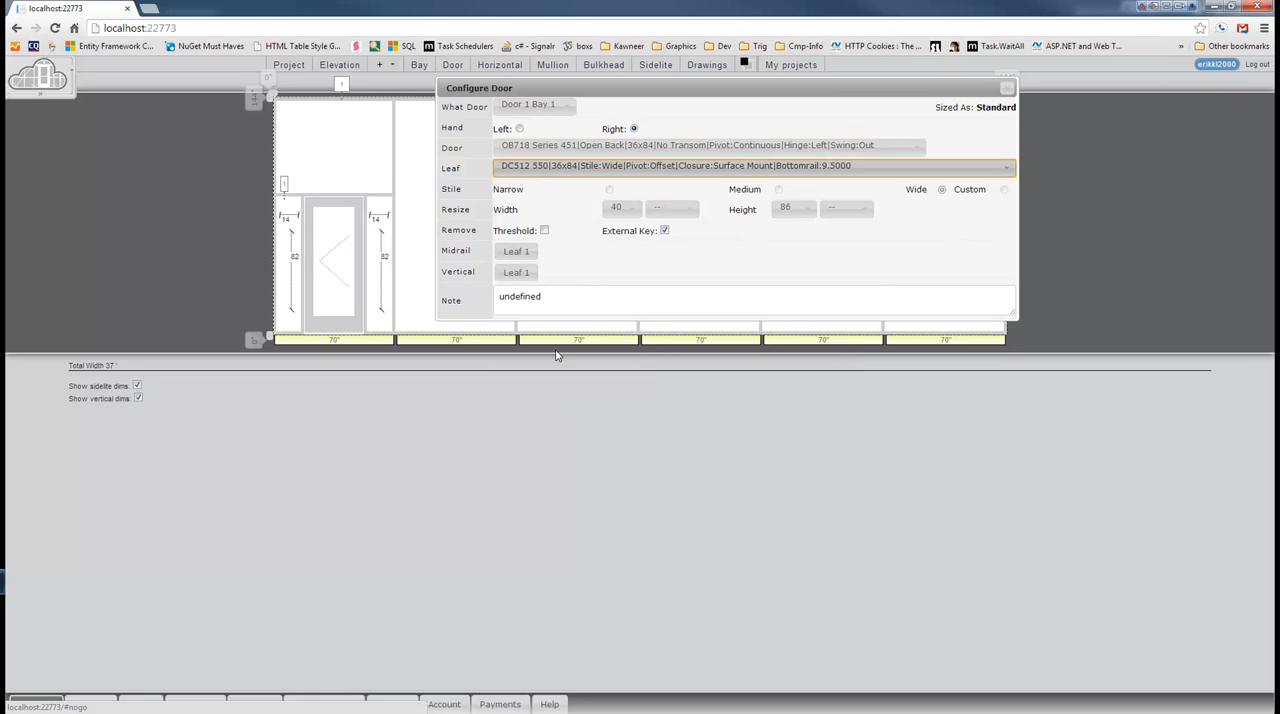 localhost:22773
localhost:22773
Entity Framework C...
NuGet Must Haves
HTML Table Style G...
SQL
Task Schedulers
c# - Signalr
boxs
Kawneer
Graphics
Dev
Trig
Cmp-Info
HTTP Cookies : The ...
Task.WaitAll
ASP.NET and Web T...
»
Other bookmarks
Project
Elevation
+ -
Bay
Door
Horizontal
Mullion
Bulkhead
Sidelite
Drawings
My projects
erikkl2000
Log out
0"
1
144"
Configure Door
What Door
Door 1 Bay 1
Sized As: Standard
Hand
Left:
Right:
Door
OB718 Series 451|Open Back|36x84|No Transom|Pivot:Continuous|Hinge:Left|Swing:Out
Leaf
DC512 550|36x84|Stile:Wide|Pivot:Offset|Closure:Surface Mount|Bottomrail:9.5000
Stile
Narrow
Medium
Wide
Custom
Resize
Width
40
--
Height
86
--
Remove
Threshold:
External Key:
Midrail
Leaf 1
Vertical
Leaf 1
Note
undefined
1
14
14
82
82
0"
70"
70"
70"
70"
70"
70"
Total Width 37 '
Show sidelite dims:
Show vertical dims:
Account
Payments
Help
localhost:22773/#nogo